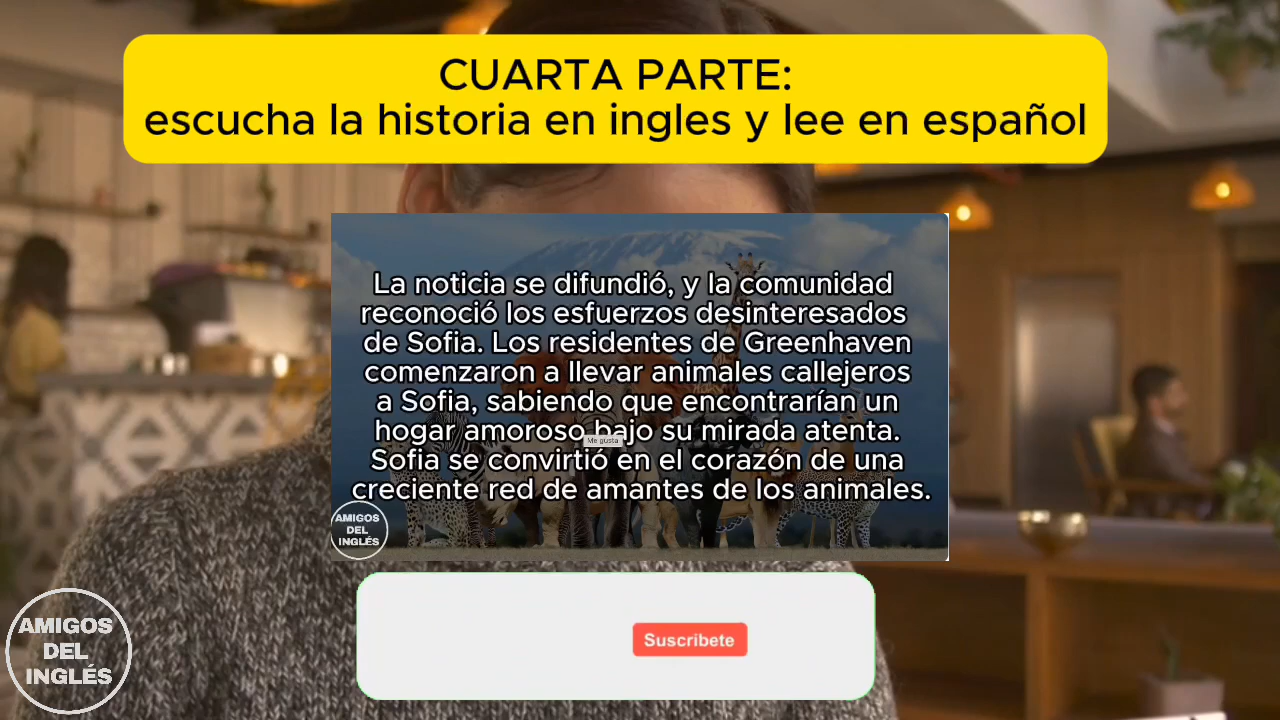 CUARTA PARTE:
escucha la historia en ingles y lee en español
La noticia se difundió, y la comunidad
reconoció los esfuerzos desinteresados
de Sofia. Los residentes de Greenhaven
comenzaron a llevar animales callejeros
a Sofia, sabiendo que encontrarían un
hogar amoroso bajo su mirada atenta.
Me gusta
Sofia se convirtió en el corazón de una
creciente red de amantes de los animales.
AMIGOS
DEL
INGLÉS
Suscríbete
AMIGOS
DEL
INGLÉS